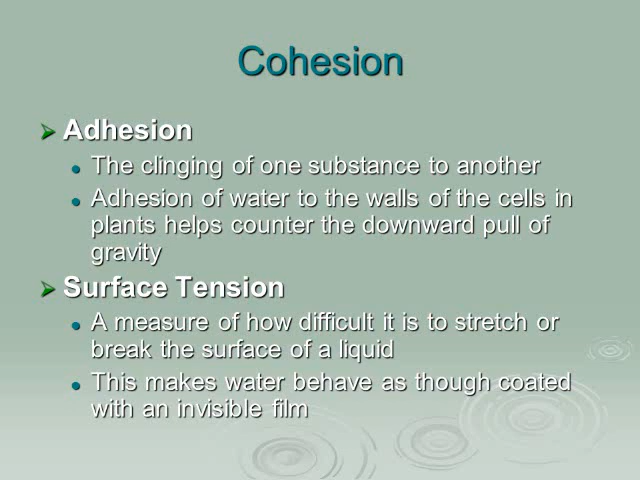 Cohesion
Adhesion
The clinging of one substance to another
Adhesion of water to the walls of the cells in
plants helps counter the downward pull of
gravity
Surface Tension
A measure of how difficult it is to stretch or
break the surface of a liquid
This makes water behave as though coated
with an invisible film